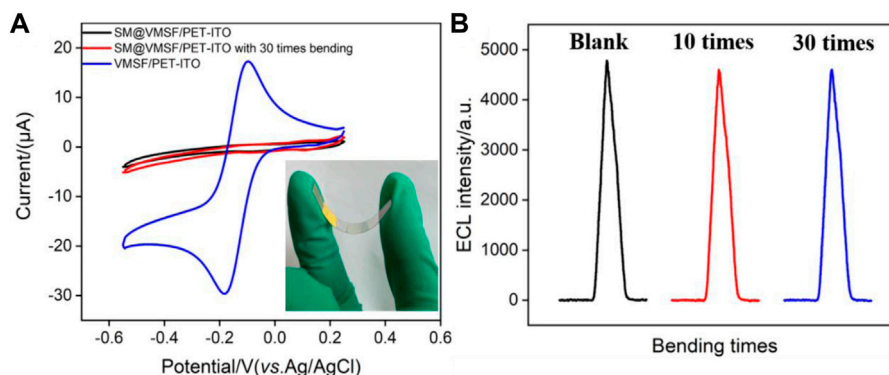 A
SM@VMSF/PET-ITO
SM@VMSF/PET-ITO with 30 times bending
VMSF/PET-ITO
20
10
0
-10
-20
-30
Current/(μA)
-0.6
-0.4
-0.2
0.0
0.2
0.4
Potential/V(vs.Ag/AgCl)
B
Blank
10 times
30 times
5000
4000
3000
2000
1000
0
ECL intensity/a.u.
Bending times